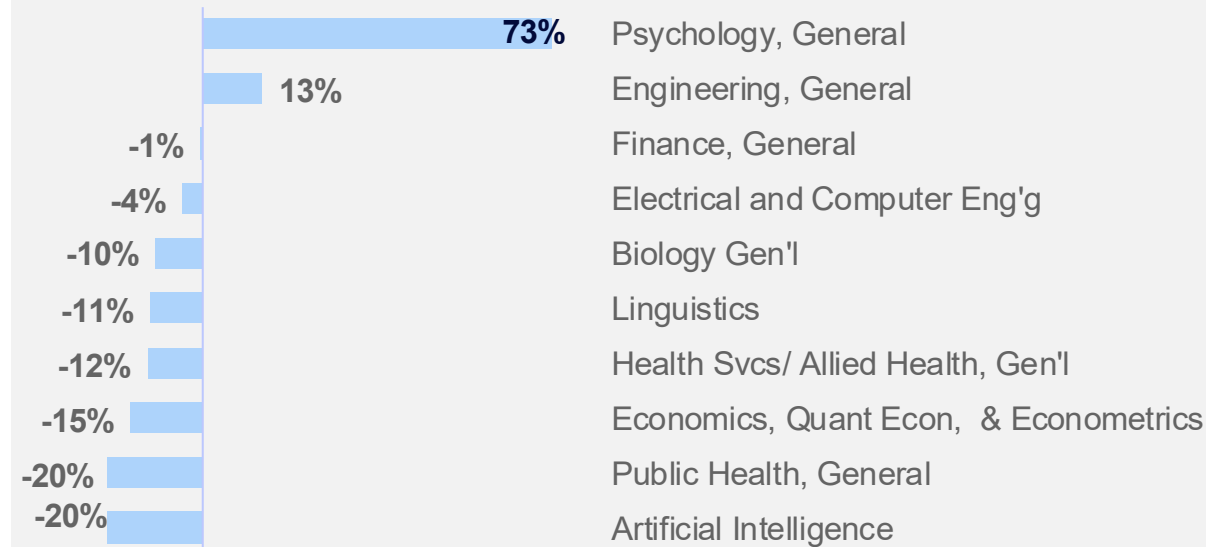 73% Psychology, General
13% Engineering, General
-1% Finance, General
-4% Electrical and Computer Eng'g
-10% Biology Gen'l
-11% Linguistics
-12% Health Svcs/ Allied Health, Gen'l
-15% Economics, Quant Econ, & Econometrics
-20% Public Health, General
-20% Artificial Intelligence